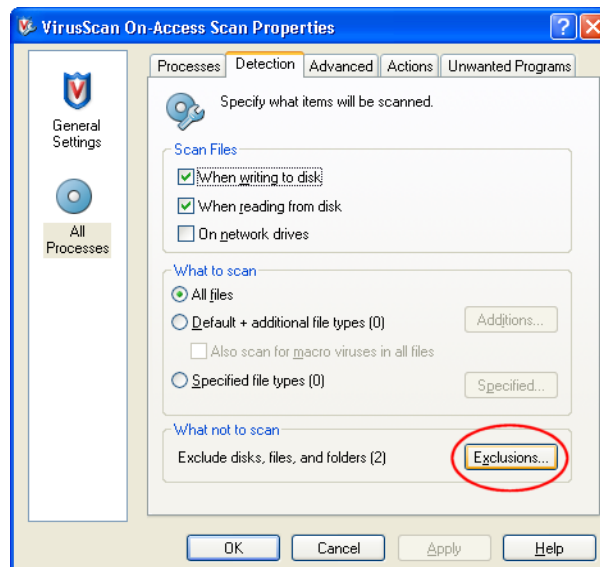 VirusScan On-Access Scan Properties
General
Settings
All
Processes
Processes Detection Advanced Actions Unwanted Programs
Specify what items will be scanned.
Scan Files
When writing to disk
When reading from disk
On network drives
What to scan
All files
Default + additional file types (0)
Additions...
Also scan for macro viruses in all files
Specified file types (0)
Specified...
What not to scan
Exclude disks, files, and folders (2)
Exclusions...
OK Cancel Apply Help